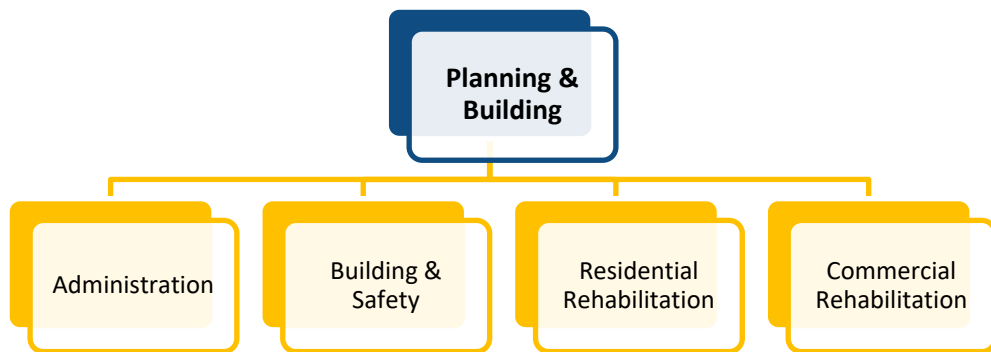 Planning &
Building
Administration
Building &
Safety
Residential
Rehabilitation
Commercial
Rehabilitation